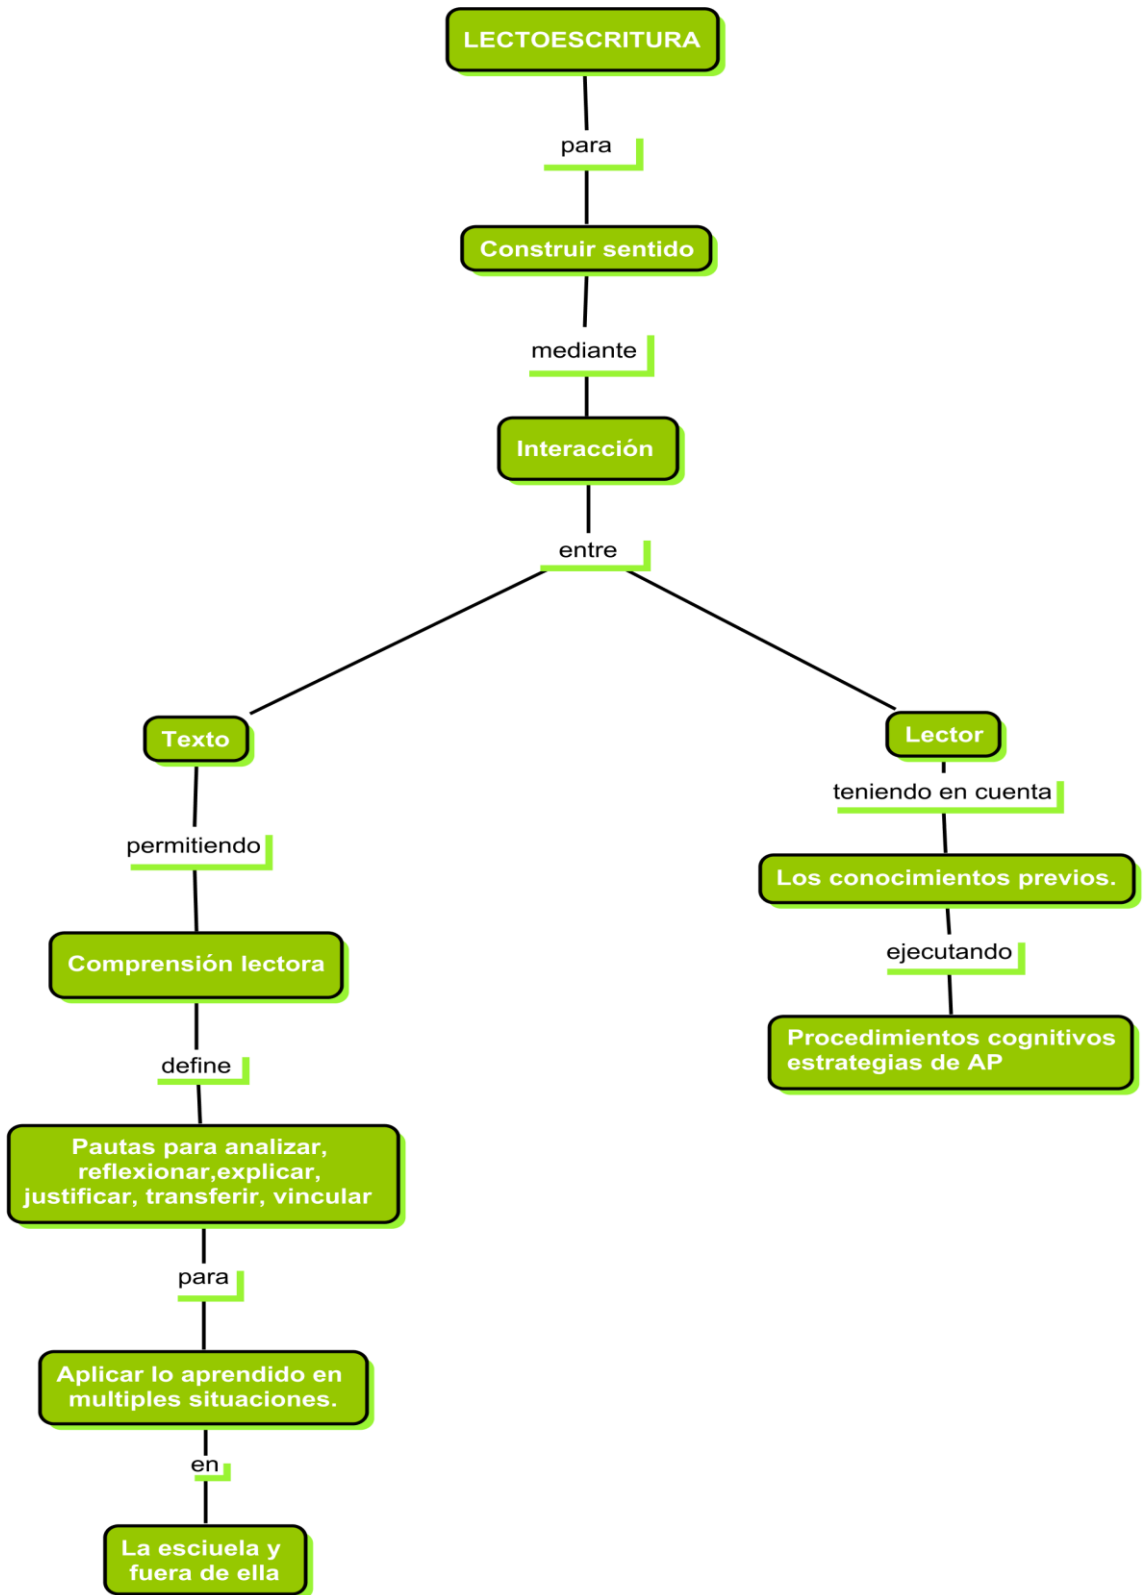 LECTOESCRITURA
para
Construir sentido
mediante
Interacción
entre
Texto
permitiendo
Comprensión lectora
define
Pautas para analizar,
reflexionar,explicar,
justificar, transferir, vincular
para
Aplicar lo aprendido en
multiples situaciones.
en
La esciuela y
fuera de ella
Lector
teniendo en cuenta
Los conocimientos previos.
ejecutando
Procedimientos cognitivos
estrategias de AP